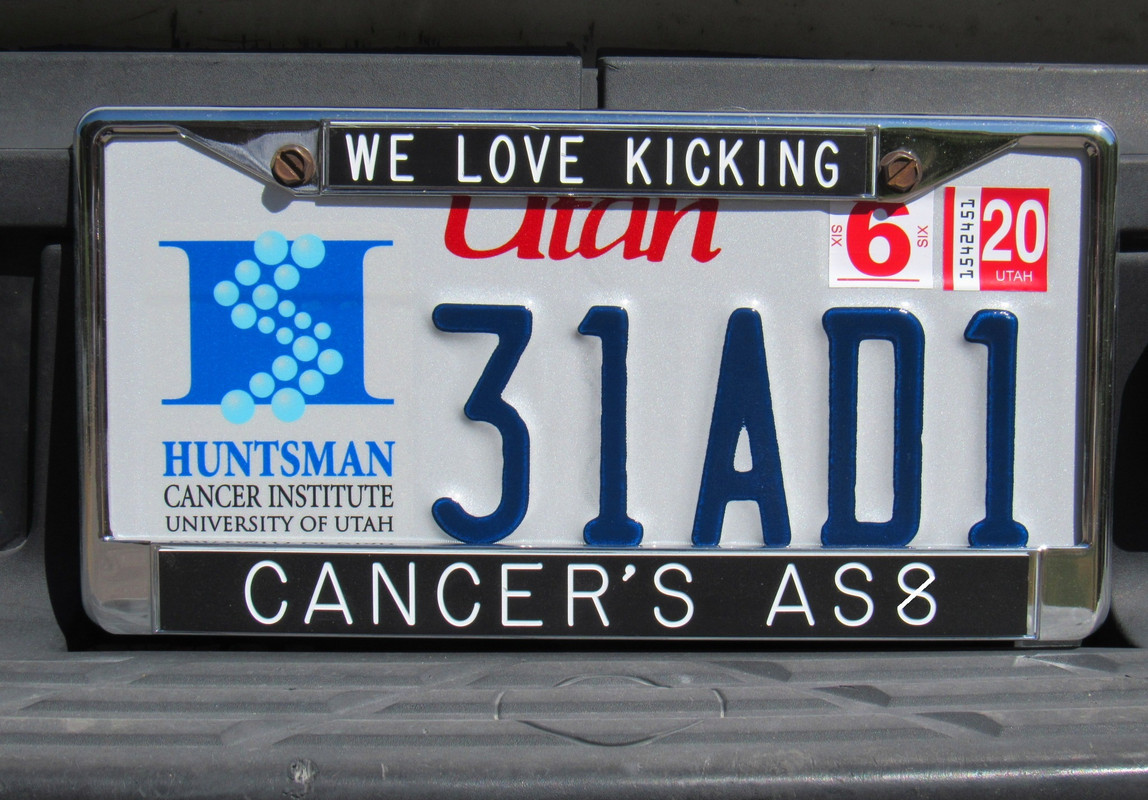 WE LOVE KICKING
Utah
SIX 6 SIX
1542451 20
UTAH
31AD1
HUNTSMAN
CANCER INSTITUTE
UNIVERSITY OF UTAH
CANCER'S AS8